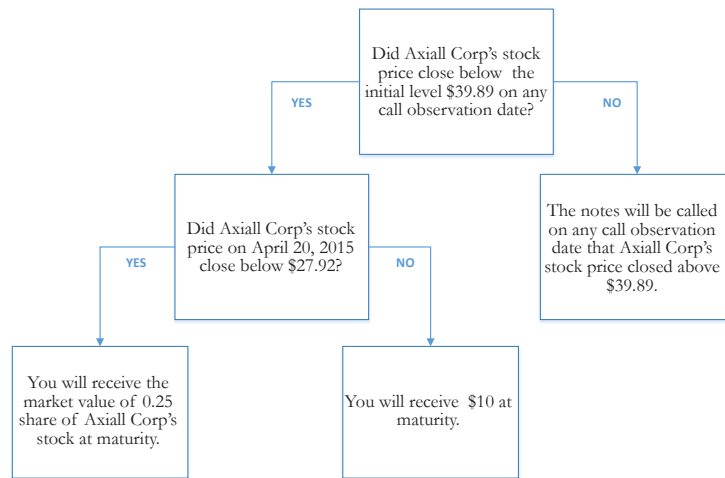 Did Axiall Corp's stock
price close below the
initial level $39.89 on any
call observation date?
YES
NO
Did Axiall Corp's stock
price on April 20, 2015
close below $27.92?
The notes will be called
on any call observation
date that Axiall Corp's
stock price closed above
$39.89.
YES
NO
You will receive the
market value of 0.25
share of Axiall Corp's
stock at maturity.
You will receive $10 at
maturity.